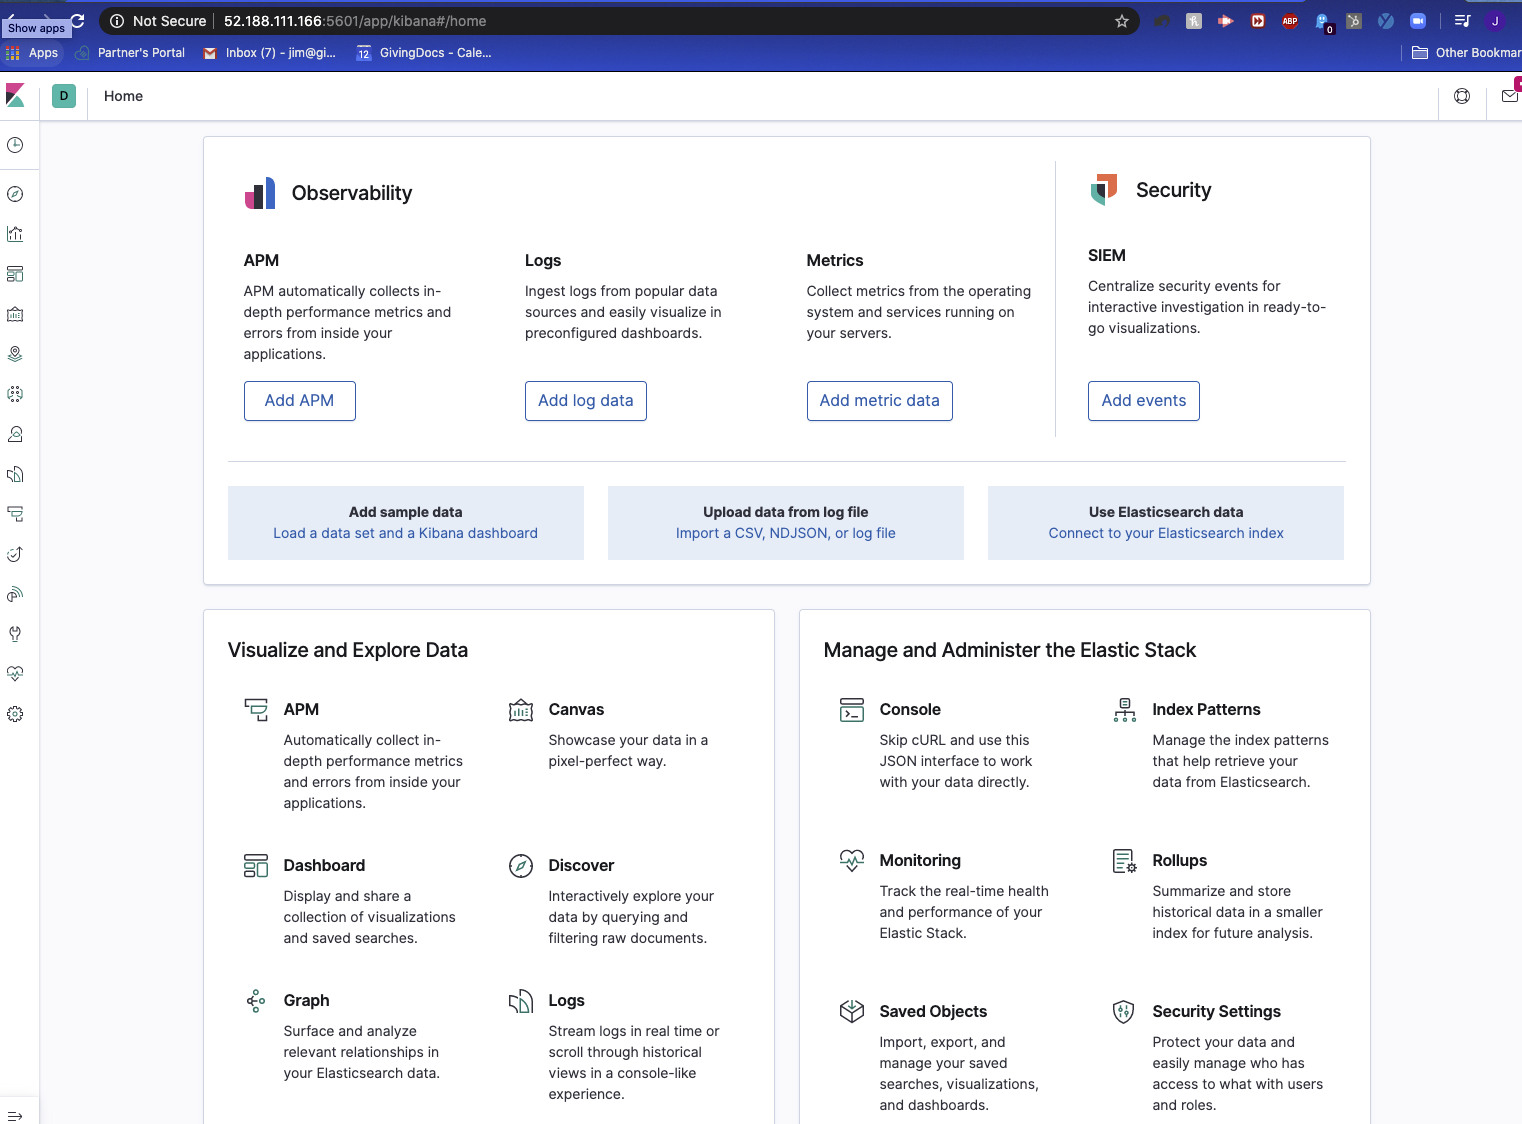 Show apps
Not Secure
52.188.111.166:5601/app/kibana#/home
ABP
0
J
Apps
Partner's Portal
Inbox (7) - jim@gi...
12
GivingDocs - Cale...
Other Bookmar
D
Home
Observability
APM
APM automatically collects in-
depth performance metrics and
errors from inside your
applications.
Add APM
Logs
Ingest logs from popular data
sources and easily visualize in
preconfigured dashboards.
Add log data
Metrics
Collect metrics from the operating
system and services running on
your servers.
Add metric data
Security
SIEM
Centralize security events for
interactive investigation in ready-to-
go visualizations.
Add events
Add sample data
Load a data set and a Kibana dashboard
Upload data from log file
Import a CSV, NDJSON, or log file
Use Elasticsearch data
Connect to your Elasticsearch index
Visualize and Explore Data
APM
Automatically collect in-
depth performance metrics
and errors from inside your
applications.
Canvas
Showcase your data in a
pixel-perfect way.
Dashboard
Display and share a
collection of visualizations
and saved searches.
Discover
Interactively explore your
data by querying and
filtering raw documents.
Graph
Surface and analyze
relevant relationships in
your Elasticsearch data.
Logs
Stream logs in real time or
scroll through historical
views in a console-like
experience.
Manage and Administer the Elastic Stack
Console
Skip cURL and use this
JSON interface to work
with your data directly.
Index Patterns
Manage the index patterns
that help retrieve your
data from Elasticsearch.
Monitoring
Track the real-time health
and performance of your
Elastic Stack.
Rollups
Summarize and store
historical data in a smaller
index for future analysis.
Saved Objects
Import, export, and
manage your saved
searches, visualizations,
and dashboards.
Security Settings
Protect your data and
easily manage who has
access to what with users
and roles.